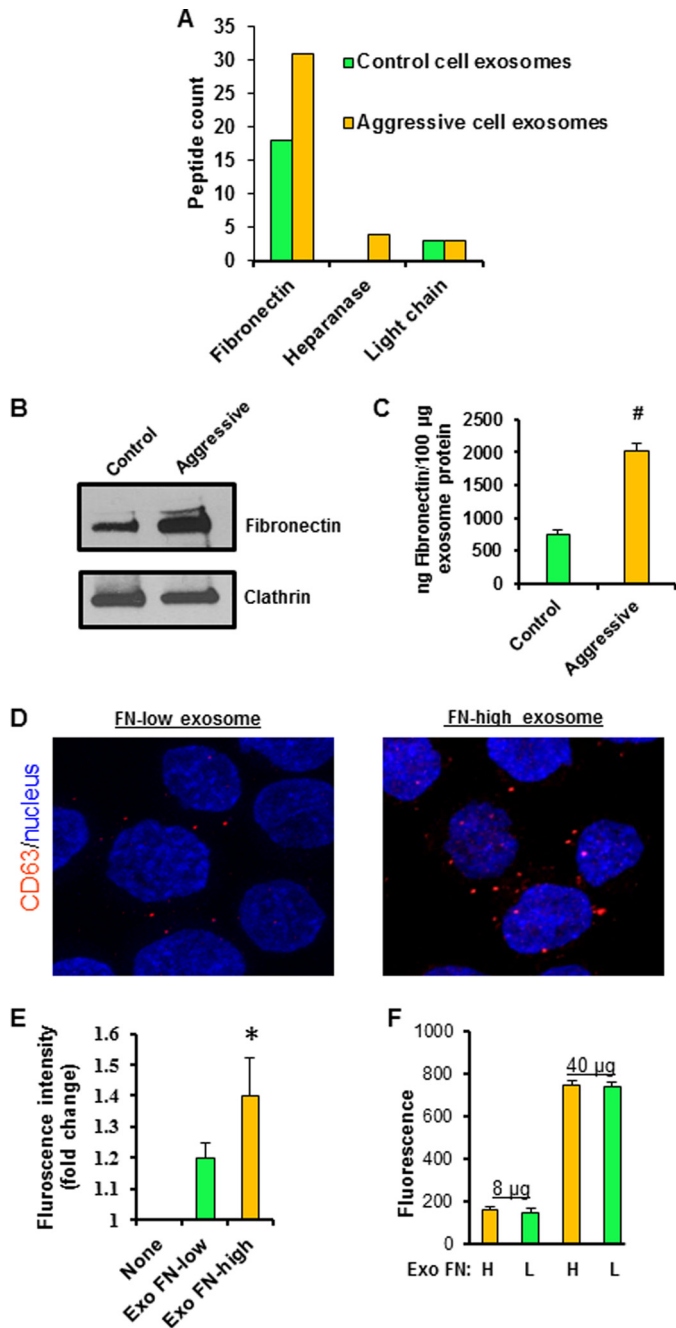 A
Peptide count
35
30
25
20
15
10
5
0
Control cell exosomes
Aggressive cell exosomes
Fibronectin
Heparanase
Light chain
B
Control
Aggressive
Fibronectin
Clathrin
C
ng Fibronectin/100 µg
exosome protein
2500
2000
1500
1000
500
0
#
Control
Aggressive
D
FN-low exosome
FN-high exosome
CD63/nucleus
E
Fluroscence intensity
(fold change)
1.6
1.5
1.4
1.3
1.2
1.1
1
*
None
Exo FN-low
Exo FN-high
F
Fluorescence
1000
800
600
400
200
0
8 µg
40 µg
Exo FN: H L H L